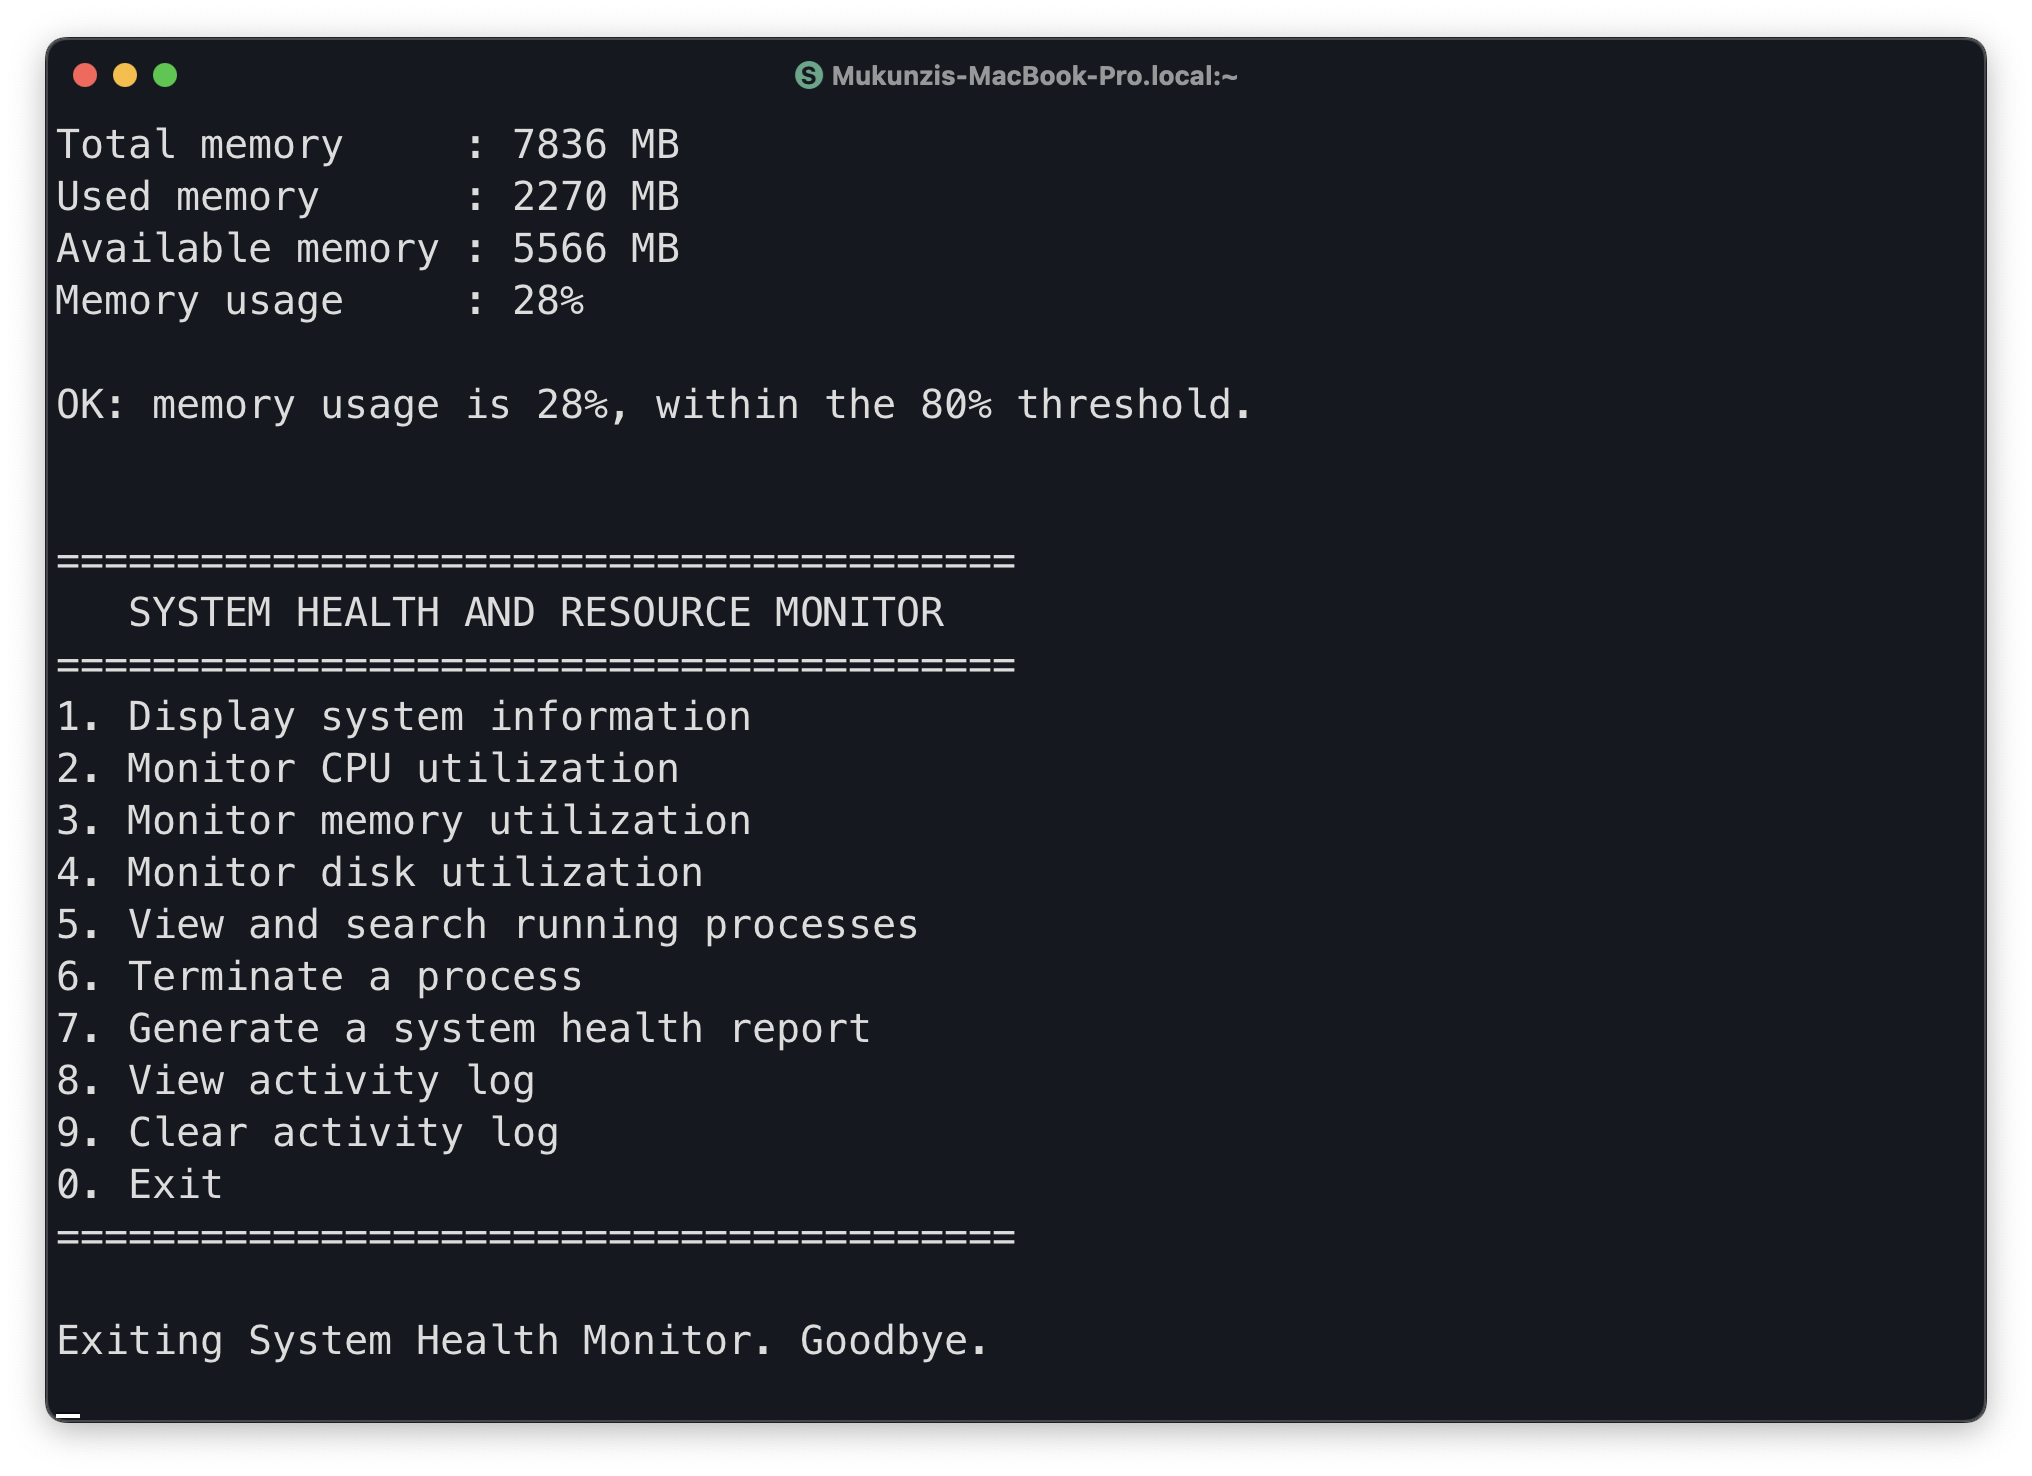 S Mukunzis-MacBook-Pro.local:~
Total memory     : 7836 MB
Used memory      : 2270 MB
Available memory : 5566 MB
Memory usage     : 28%
OK: memory usage is 28%, within the 80% threshold.
========================================
   SYSTEM HEALTH AND RESOURCE MONITOR
========================================
1. Display system information
2. Monitor CPU utilization
3. Monitor memory utilization
4. Monitor disk utilization
5. View and search running processes
6. Terminate a process
7. Generate a system health report
8. View activity log
9. Clear activity log
0. Exit
========================================
Exiting System Health Monitor. Goodbye.